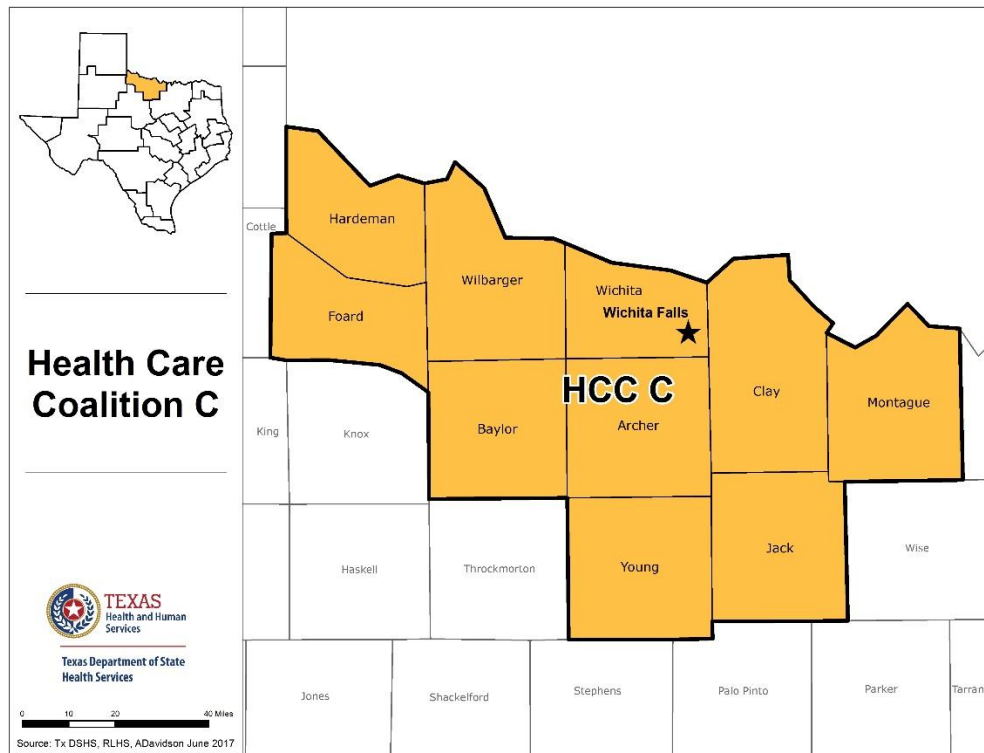 Health Care
Coalition C
TEXAS
Health and Human
Services
Texas Department of State
Health Services
0 10 20 40 Miles
Source: Tx DSHS, RLHS, ADavidson June 2017
Cottle
Hardeman
Foard
Wilbarger
Wichita
Wichita Falls
HCC C
Clay
Montague
King
Knox
Baylor
Archer
Haskell
Throckmorton
Young
Jack
Wise
Jones
Shackelford
Stephens
Palo Pinto
Parker
Tarran